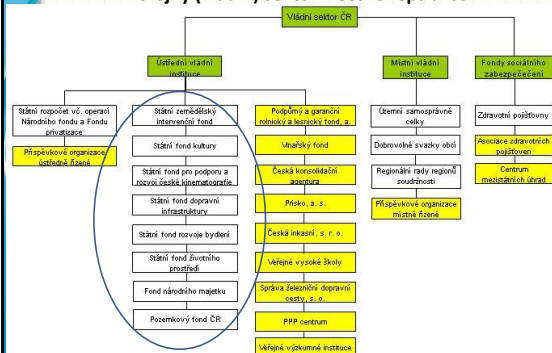 Vládní sektor ČR
Ústřední vládní
instituce
Místní vládní
instituce
Fondy sociálního
zabezpečečení
Státní rozpočet vč. operací
Národního fondu a Fondu
privatizace
Příspěvkové organizace
ústředně řízené
Státní zemědělský
intervenční fond
Státní fond kultury
Státní fond pro podporu a
rozvoj české kinematografie
Státní fond dopravní
infrastruktury
Státní fond rozvoje bydlení
Státní fond životního
prostředí
Fond národního majetku
Pozemkový fond ČR
Podpůrný a garanční
rolnický a lesnický fond, a.
Vinařský fond
Česká konsolidační
agentura
Prisko, a. s.
Česká inkasní, s. r. o.
Veřejné vysoké školy
Správa železniční dopravní
cesty, s. o.
PPP centrum
Veřejné výzkumné instituce
Územní samosprávné
celky
Dobrovolné svazky obcí
Regionální rady regionů
soudržnosti
Příspěvkové organizace
místně řízené
Zdravotní pojišťovny
Asociace zdravotních
pojišťoven
Centrum
mezistátních úhrad